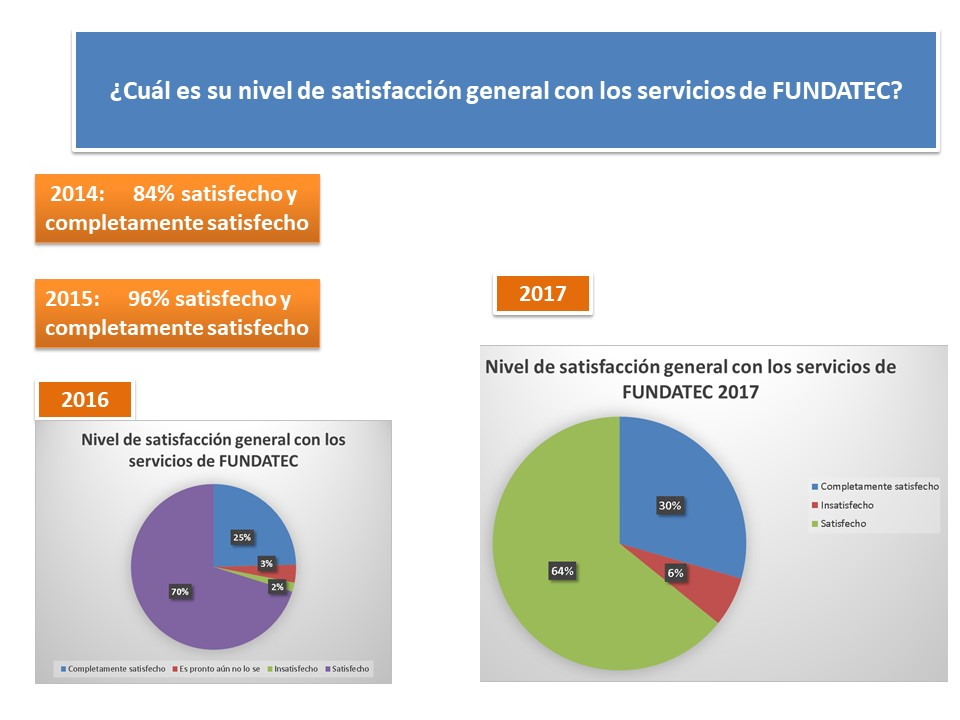 ¿Cuál es su nivel de satisfacción general con los servicios de FUNDATEC?
2014: 84% satisfecho y
completamente satisfecho
2015: 96% satisfecho y
completamente satisfecho
2016
Nivel de satisfacción general con los
servicios de FUNDATEC
25%
3%
2%
70%
Completamente satisfecho Es pronto aún no lo se Insatisfecho Satisfecho
2017
Nivel de satisfacción general con los servicios de
FUNDATEC 2017
30%
6%
64%
Completamente satisfecho
Insatisfecho
Satisfecho